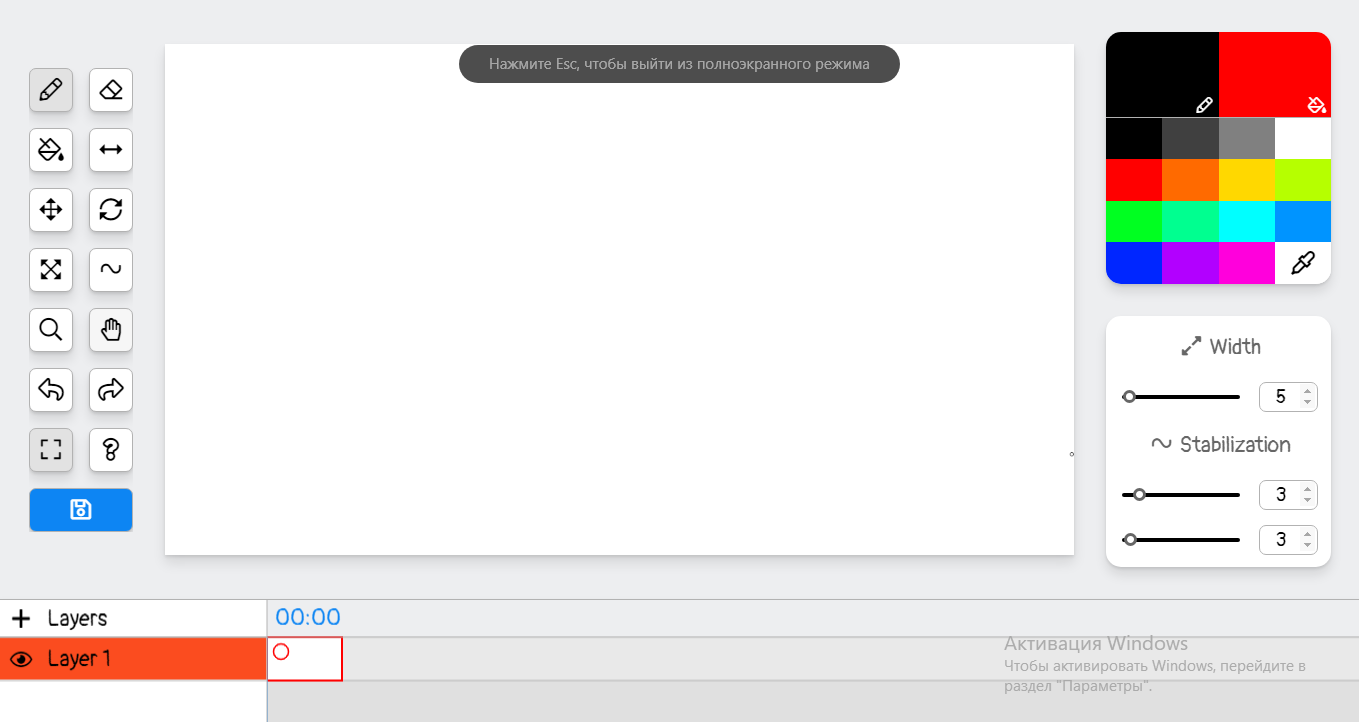 Нажмите Esc, чтобы выйти из полноэкранного режима
Width
5
Stabilization
3
3
Layers
00:00
Layer 1
Активация Windows
Чтобы активировать Windows, перейдите в
раздел "Параметры".